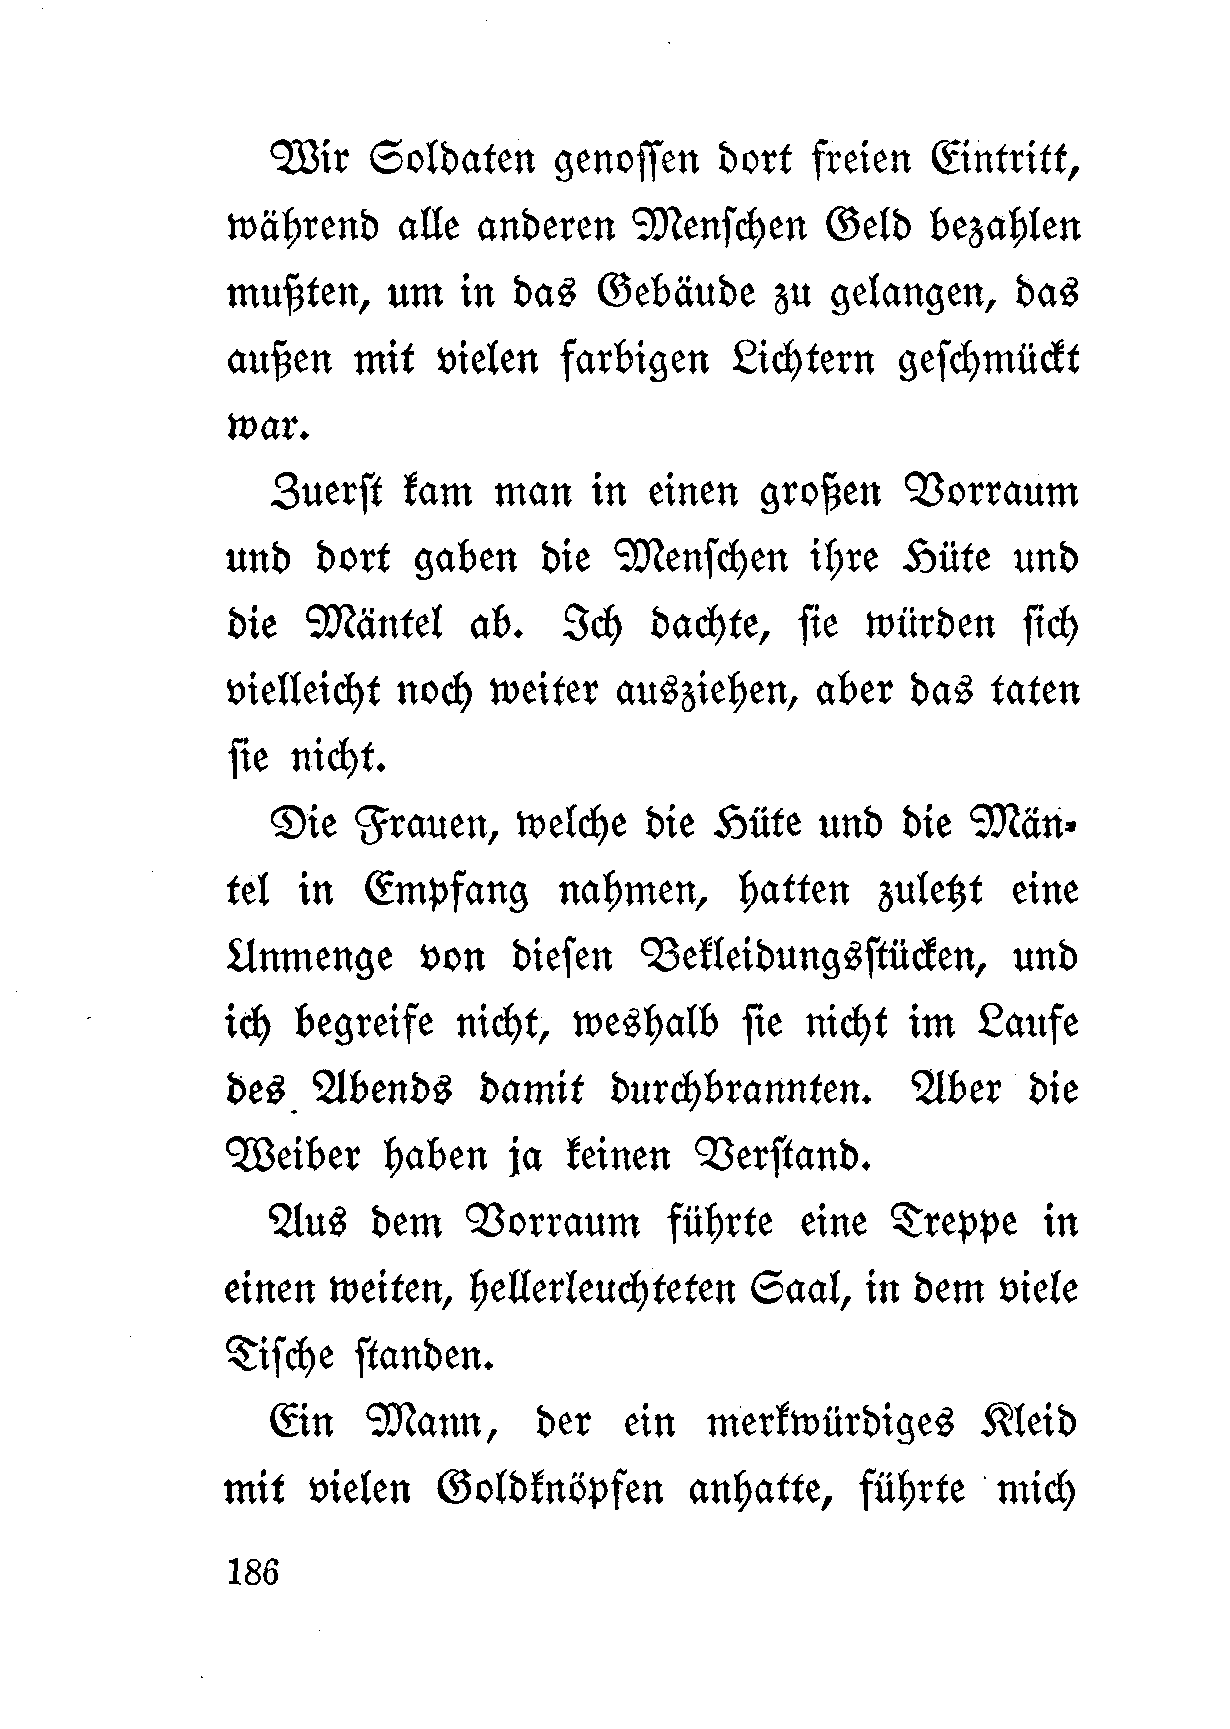 Wir Soldaten genoſſen dort freien Eintritt,
während alle anderen Menſchen Geld bezahlen
mußten, um in das Gebäude zu gelangen, das
außen mit vielen farbigen Lichtern geſchmückt
war.
Zuerſt kam man in einen großen Vorraum
und dort gaben die Menſchen ihre Hüte und
die Mäntel ab. Ich dachte, ſie würden ſich
vielleicht noch weiter ausziehen, aber das taten
ſie nicht.
Die Frauen, welche die Hüte und die Män-
tel in Empfang nahmen, hatten zuletzt eine
Unmenge von dieſen Bekleidungsſtücken, und
ich begreife nicht, weshalb ſie nicht im Laufe
des Abends damit durchbrannten. Aber die
Weiber haben ja keinen Verſtand.
Aus dem Vorraum führte eine Treppe in
einen weiten, hellerleuchteten Saal, in dem viele
Tiſche ſtanden.
Ein Mann, der ein merkwürdiges Kleid
mit vielen Goldknöpfen anhatte, führte mich
186